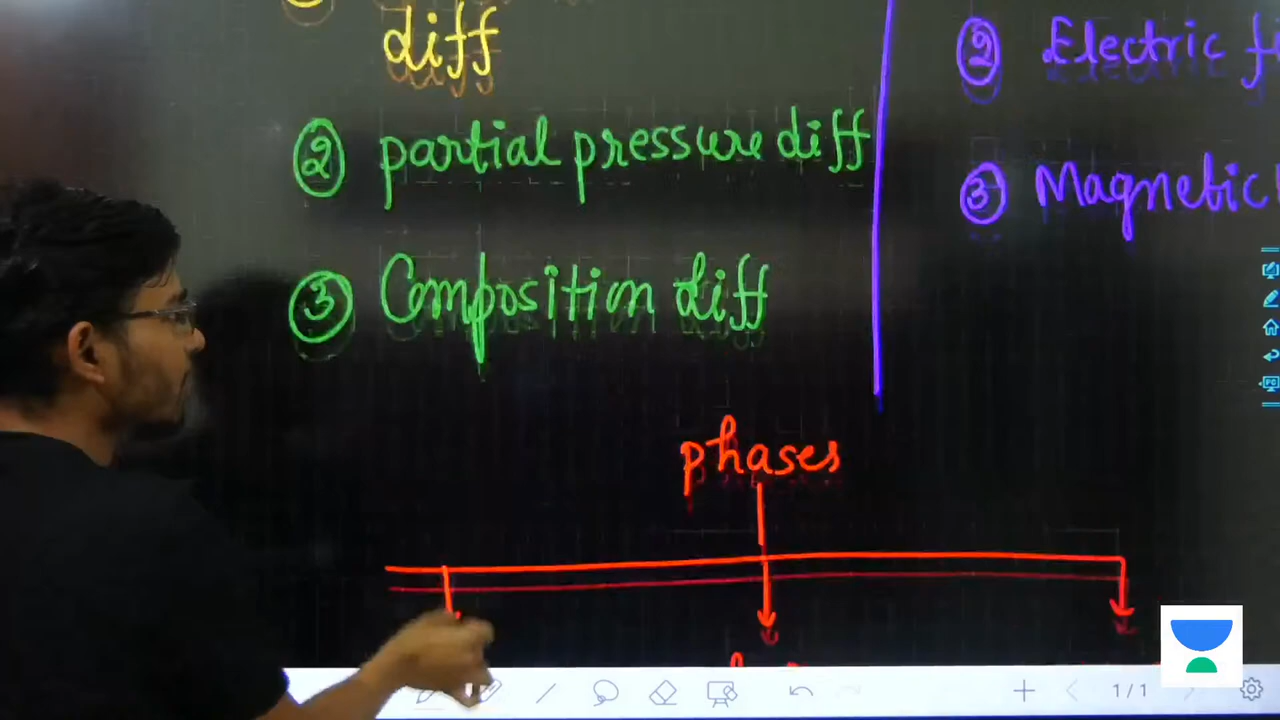 diff
② partial pressure diff
③ Composition diff
② Electric
③ Magnetic
phases
1/1